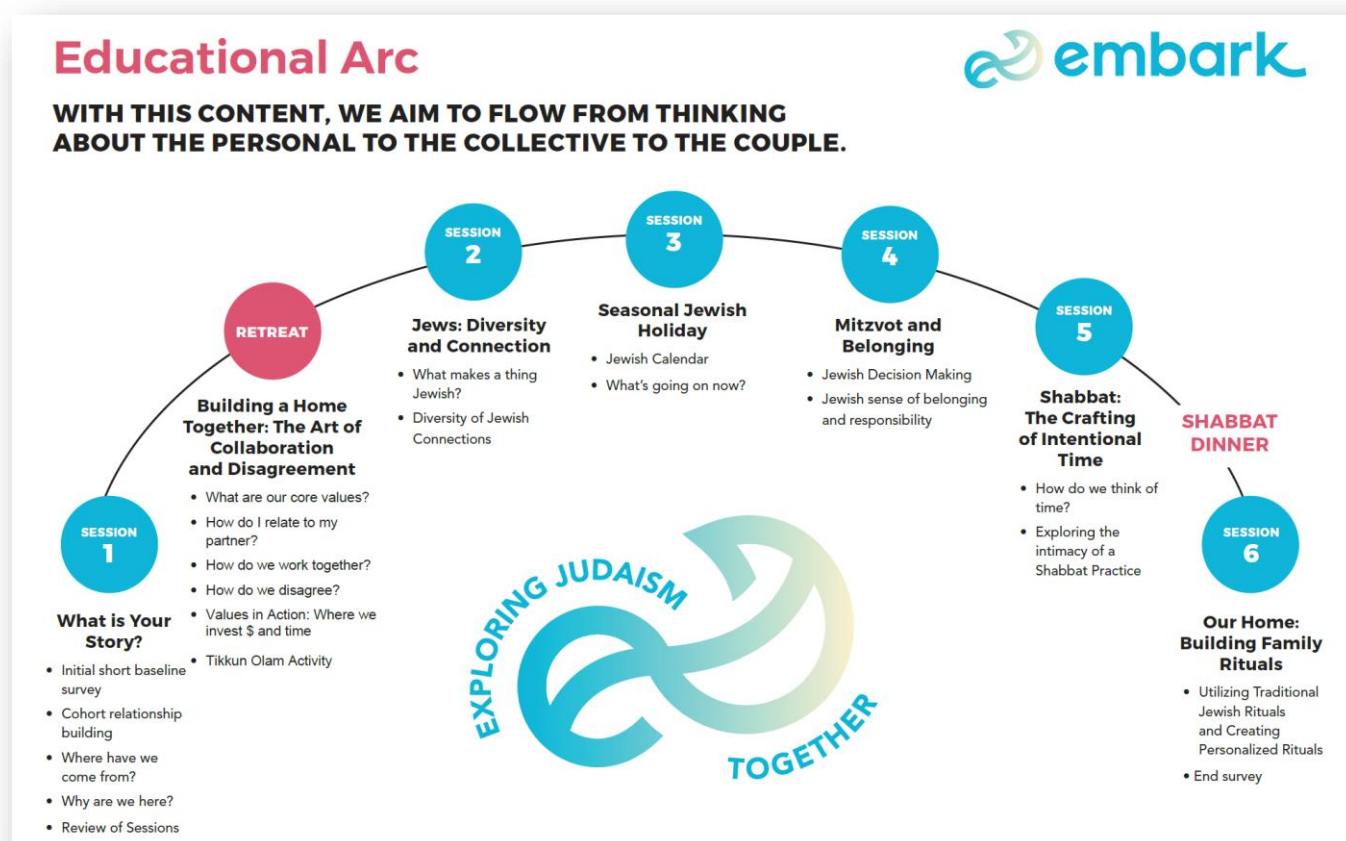 Educational Arc
embark
WITH THIS CONTENT, WE AIM TO FLOW FROM THINKING
ABOUT THE PERSONAL TO THE COLLECTIVE TO THE COUPLE.
SESSION
1
What is Your
Story?
• Initial short baseline
survey
• Cohort relationship
building
• Where have we
come from?
• Why are we here?
• Review of Sessions
RETREAT
Building a Home
Together: The Art of
Collaboration
and Disagreement
• What are our core values?
• How do I relate to my
partner?
• How do we work together?
• How do we disagree?
• Values in Action: Where we
invest $ and time
• Tikkun Olam Activity
SESSION
2
Jews: Diversity
and Connection
• What makes a thing
Jewish?
• Diversity of Jewish
Connections
SESSION
3
Seasonal Jewish
Holiday
• Jewish Calendar
• What's going on now?
SESSION
4
Mitzvot and
Belonging
• Jewish Decision Making
• Jewish sense of belonging
and responsibility
SESSION
5
Shabbat:
The Crafting
of Intentional
Time
• How do we think of
time?
• Exploring the
intimacy of a
Shabbat Practice
SHABBAT
DINNER
SESSION
6
Our Home:
Building Family
Rituals
• Utilizing Traditional
Jewish Rituals
and Creating
Personalized Rituals
• End survey
EXPLORING JUDAISM
TOGETHER